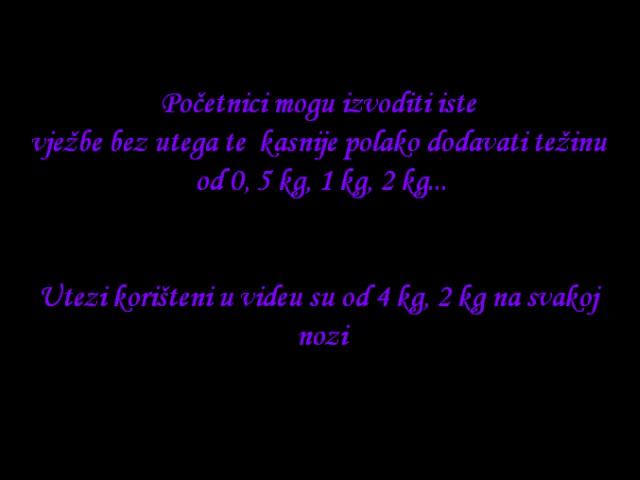 Početnici mogu izvoditi iste
vježbe bez utega te kasnije polako dodavati težinu
od 0, 5 kg, 1 kg, 2 kg...
Utezi korišteni u videu su od 4 kg, 2 kg na svakoj
nozi